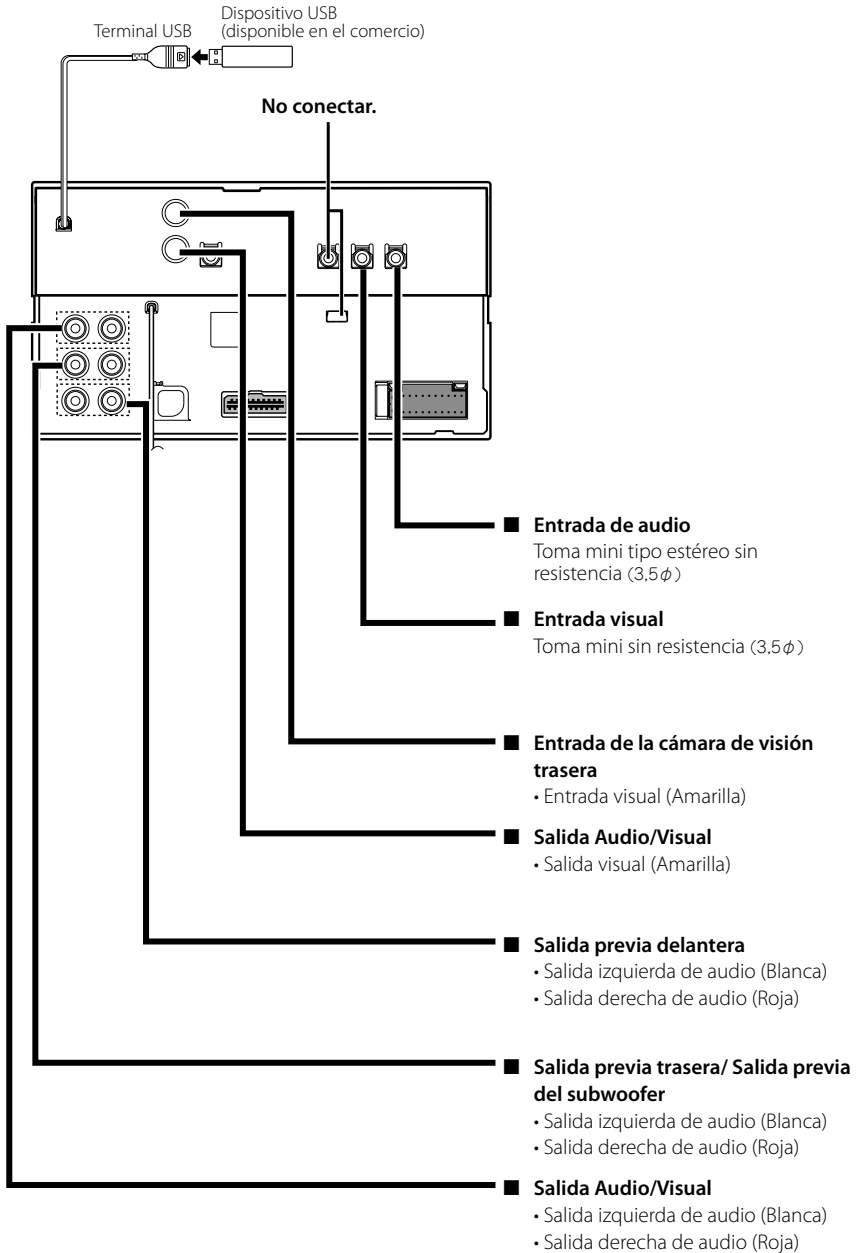 Dispositivo USB
(disponible en el comercio)
Terminal USB
No conectar.
■ Entrada de audio
Toma mini tipo estéreo sin
resistencia (3,5φ)
■ Entrada visual
Toma mini sin resistencia (3,5φ)
■ Entrada de la cámara de visión
trasera
• Entrada visual (Amarilla)
■ Salida Audio/Visual
• Salida visual (Amarilla)
■ Salida previa delantera
• Salida izquierda de audio (Blanca)
• Salida derecha de audio (Roja)
■ Salida previa trasera/ Salida previa
del subwoofer
• Salida izquierda de audio (Blanca)
• Salida derecha de audio (Roja)
■ Salida Audio/Visual
• Salida izquierda de audio (Blanca)
• Salida derecha de audio (Roja)